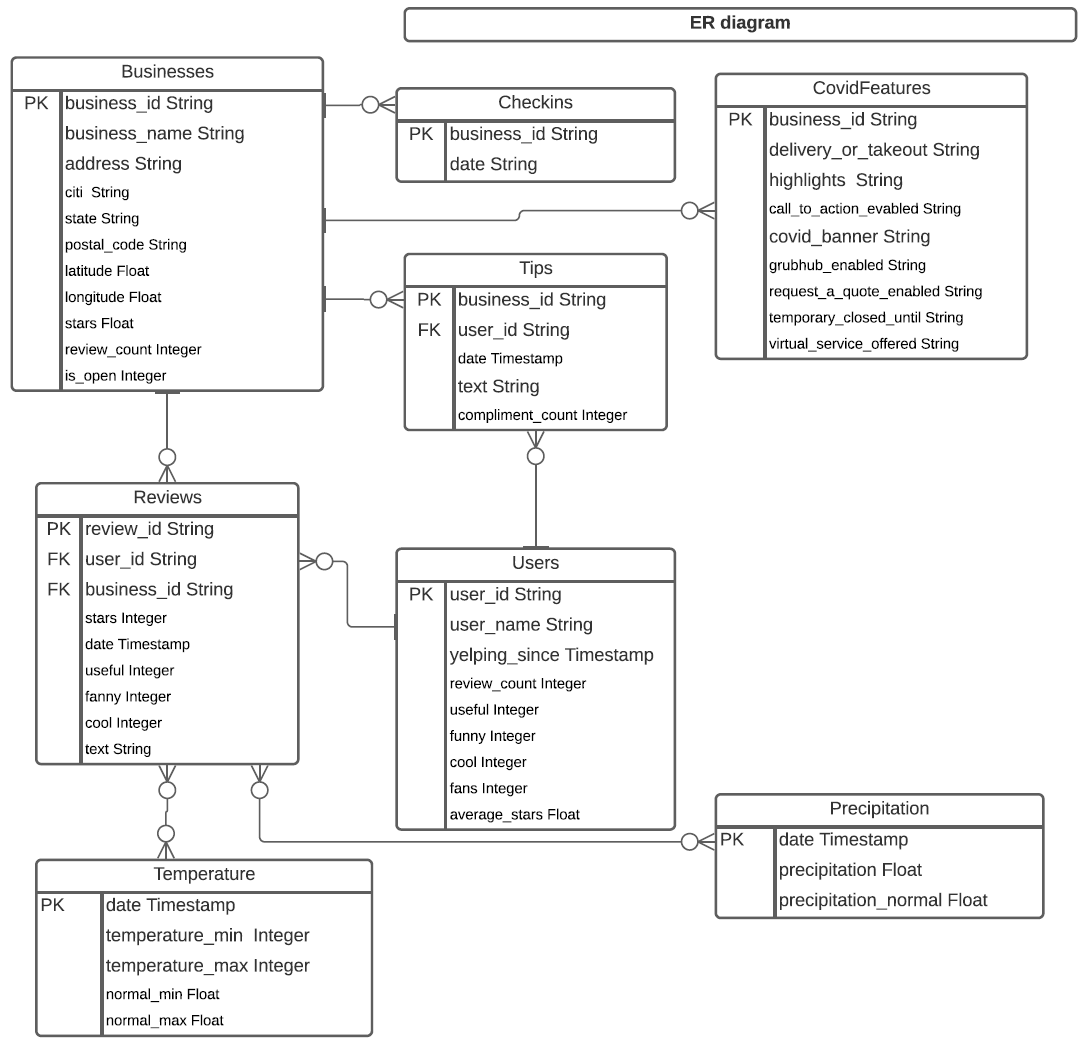 ER diagram
Businesses
PK business_id String
business_name String
address String
citi String
state String
postal_code String
latitude Float
longitude Float
stars Float
review_count Integer
is_open Integer
Checkins
PK business_id String
date String
CovidFeatures
PK business_id String
delivery_or_takeout String
highlights String
call_to_action_evabled String
covid_banner String
grubhub_enabled String
request_a_quote_enabled String
temporary_closed_until String
virtual_service_offered String
Tips
PK business_id String
FK user_id String
date Timestamp
text String
compliment_count Integer
Reviews
PK review_id String
FK user_id String
FK business_id String
stars Integer
date Timestamp
useful Integer
fanny Integer
cool Integer
text String
Users
PK user_id String
user_name String
yelping_since Timestamp
review_count Integer
useful Integer
funny Integer
cool Integer
fans Integer
average_stars Float
Precipitation
PK date Timestamp
precipitation Float
precipitation_normal Float
Temperature
PK date Timestamp
temperature_min Integer
temperature_max Integer
normal_min Float
normal_max Float